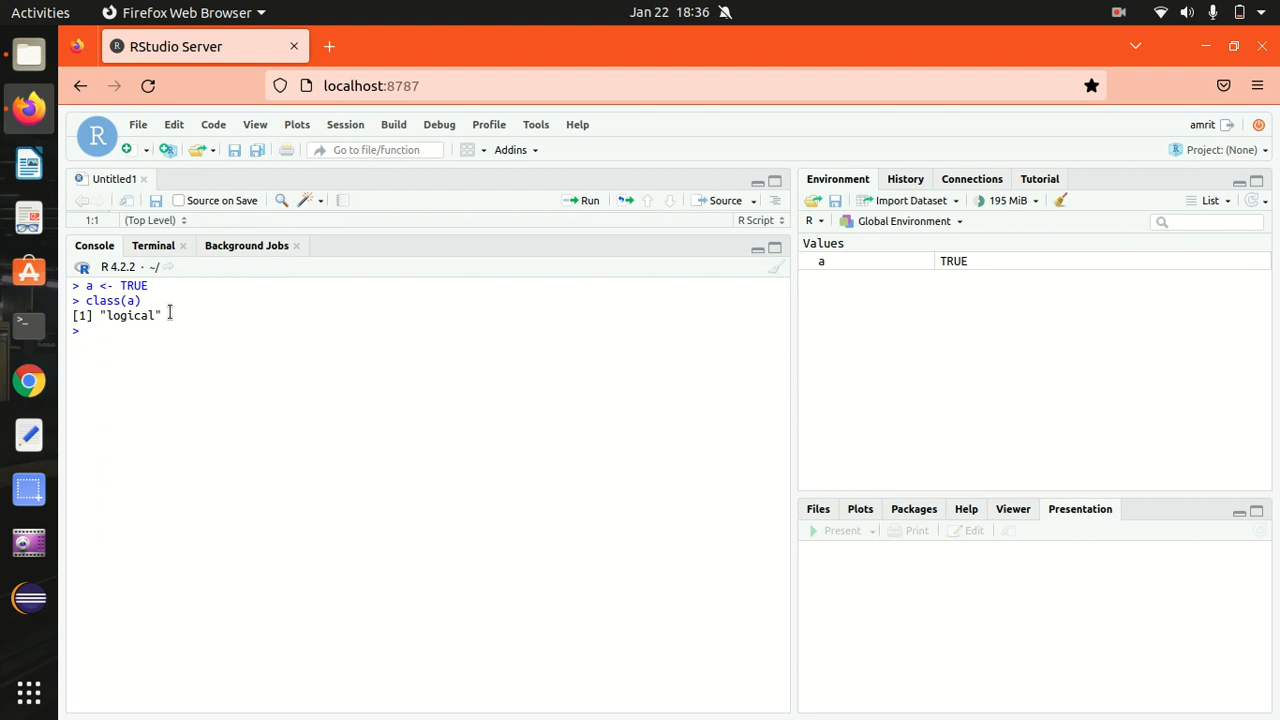 Activities
Firefox Web Browser
Jan 22 18:36
RStudio Server
localhost:8787
File Edit Code View Plots Session Build Debug Profile Tools Help
amrit
Go to file/function
Addins
Project: (None)
Untitled1
Source on Save
Run
Source
1:1
(Top Level)
R Script
Console
Terminal
Background Jobs
R 4.2.2 · ~/
> a <- TRUE
> class(a)
[1] "logical"
>
Environment
History
Connections
Tutorial
Import Dataset
195 MiB
List
R
Global Environment
Values
a TRUE
Files
Plots
Packages
Help
Viewer
Presentation
Present
Print
Edit